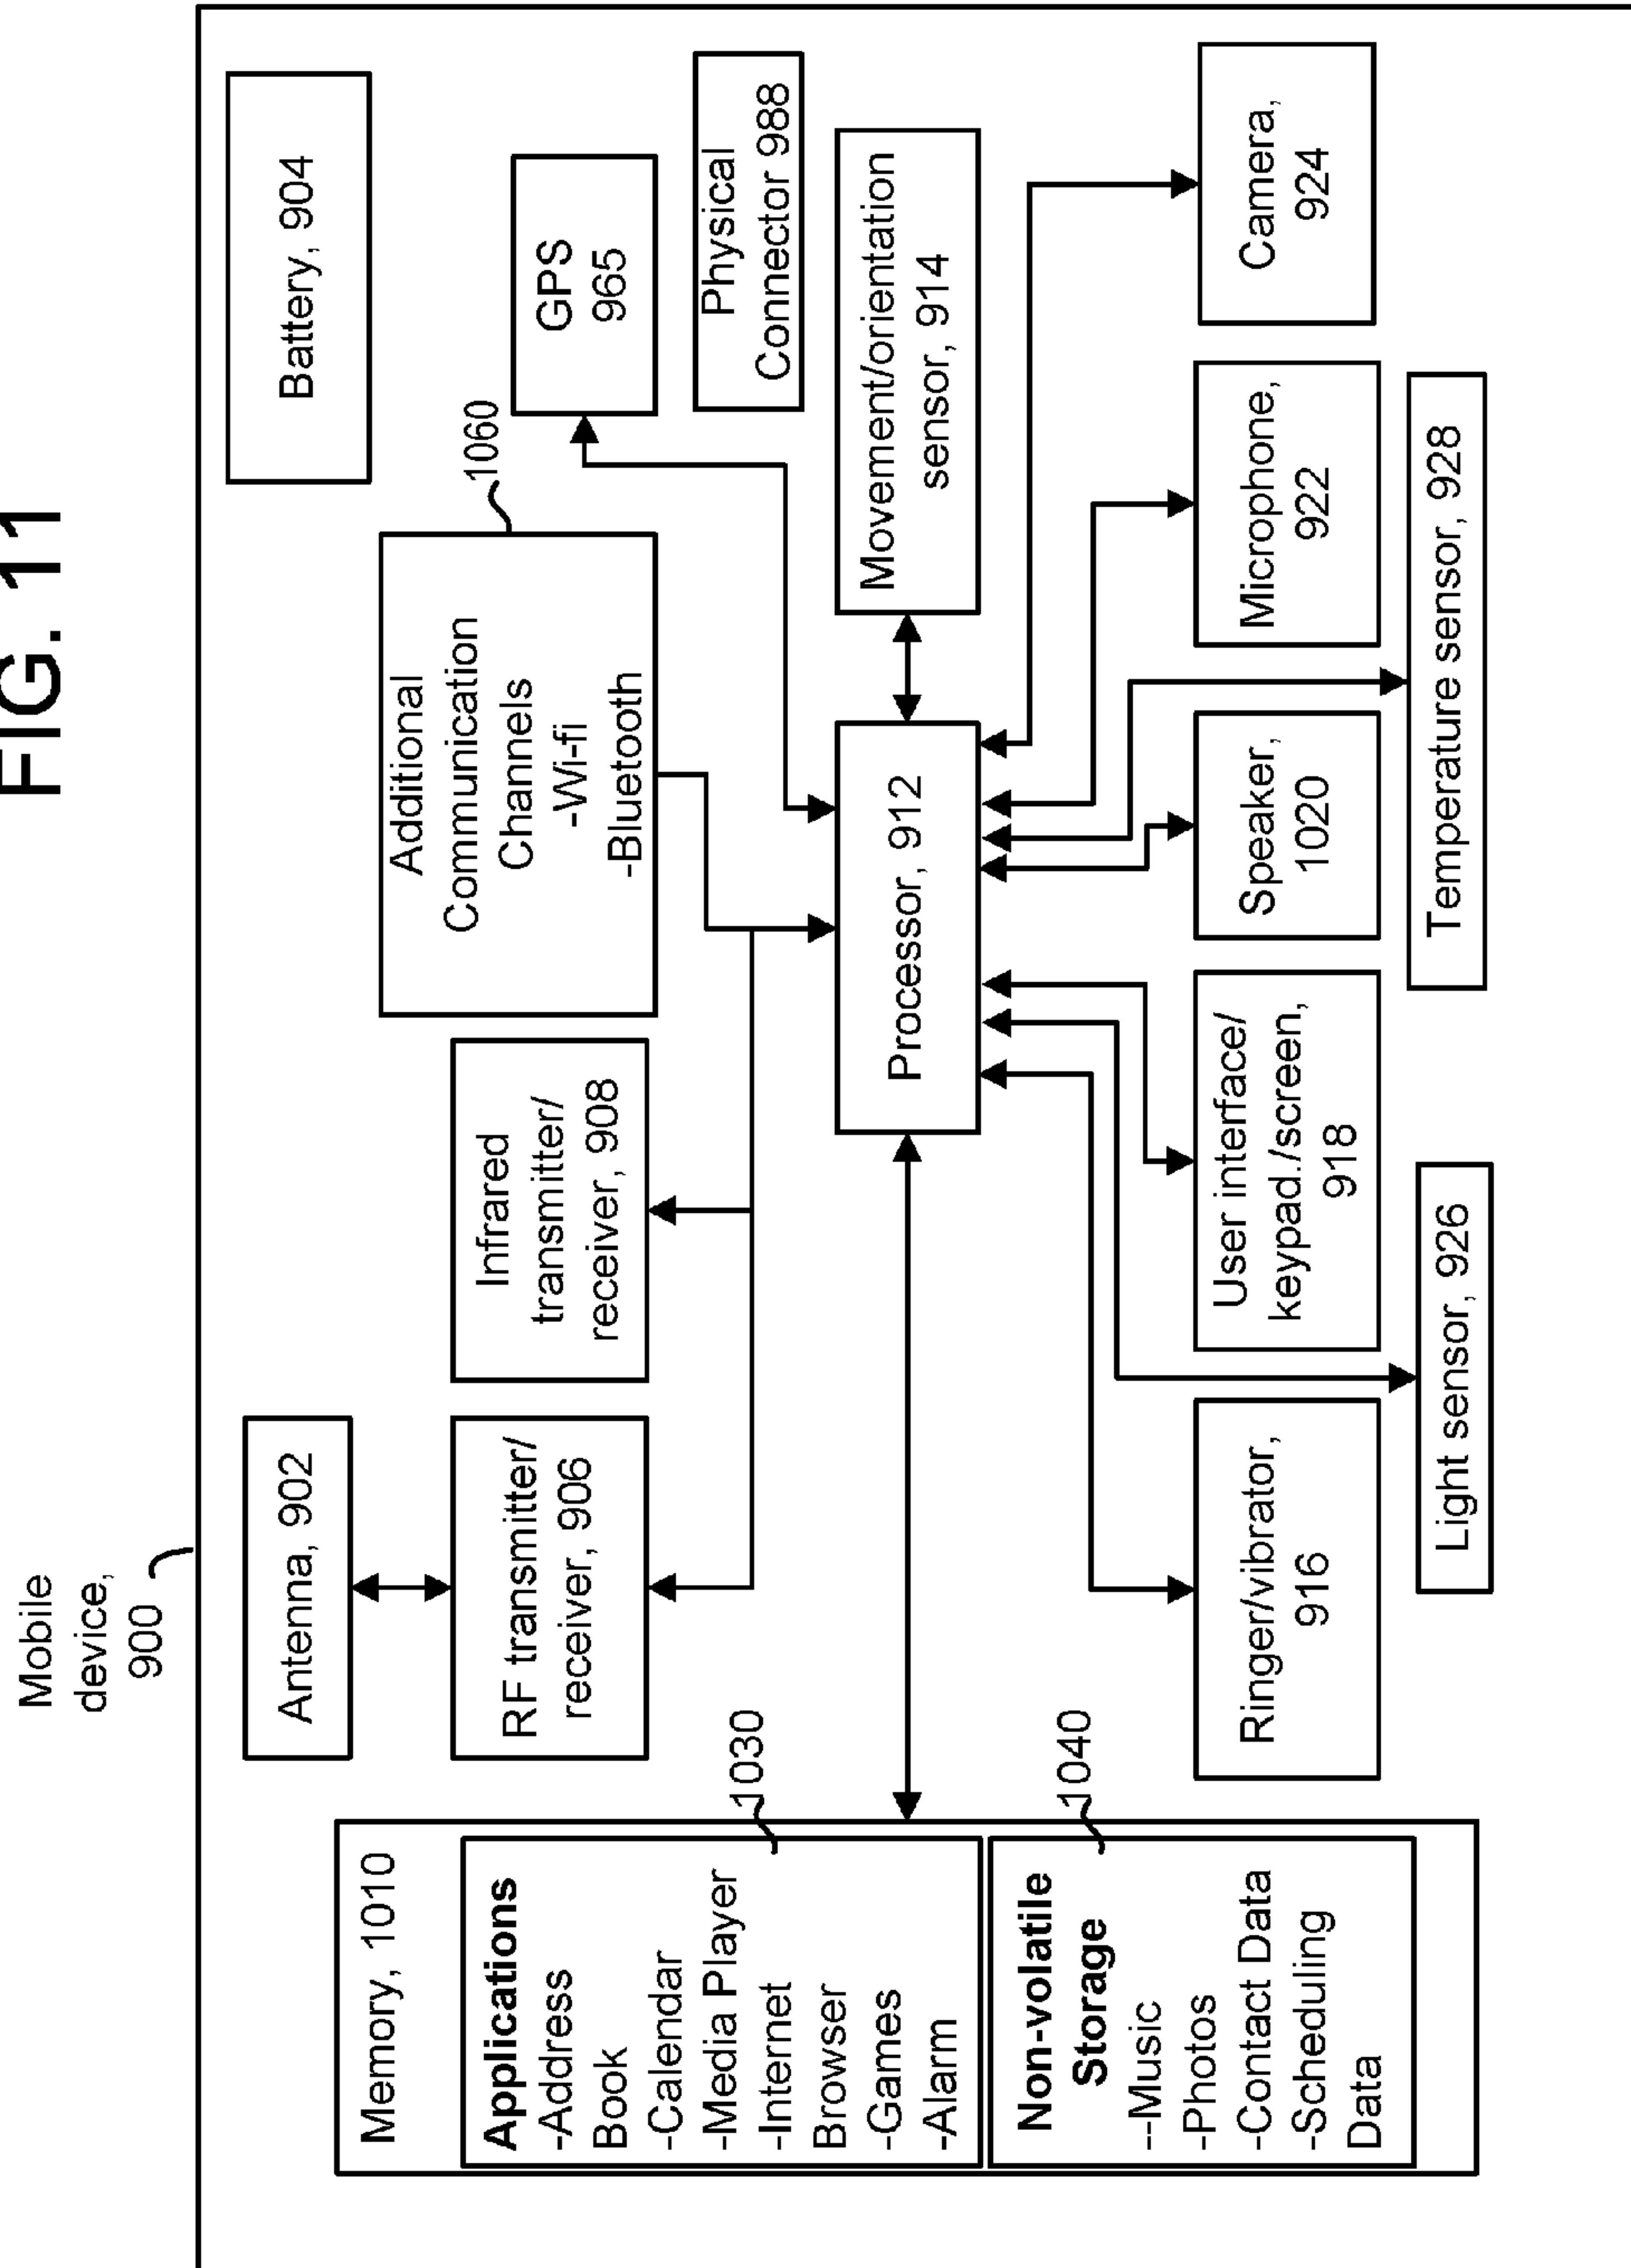 FIG. 11
Mobile
device,
900
Battery, 904
Antenna, 902
Additional
Communication
Channels
-Wi-fi
-Bluetooth
1060
GPS
965
Physical
Connector 988
Infrared
transmitter/
receiver, 908
RF transmitter/
receiver, 906
Memory, 1010
Applications
-Address
Book
-Calendar
-Media Player
-Internet
Browser
-Games
-Alarm
1030
Non-volatile
Storage
--Music
-Photos
-Contact Data
-Scheduling
Data
1040
Processor, 912
Movement/orientation
sensor, 914
Ringer/vibrator,
916
User interface/
keypad./screen,
918
Speaker,
1020
Microphone,
922
Camera,
924
Light sensor, 926
Temperature sensor, 928